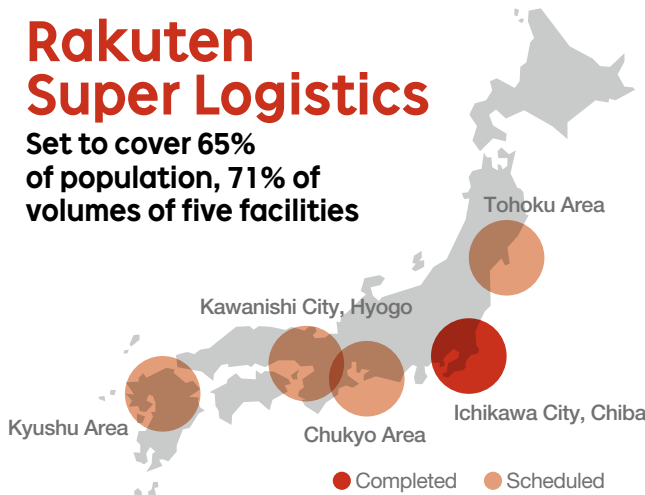 Rakuten
Super Logistics
Set to cover 65%
of population, 71% of
volumes of five facilities
Tohoku Area
Kawanishi City, Hyogo
Ichikawa City, Chiba
Kyushu Area
Chukyo Area
Completed
Scheduled